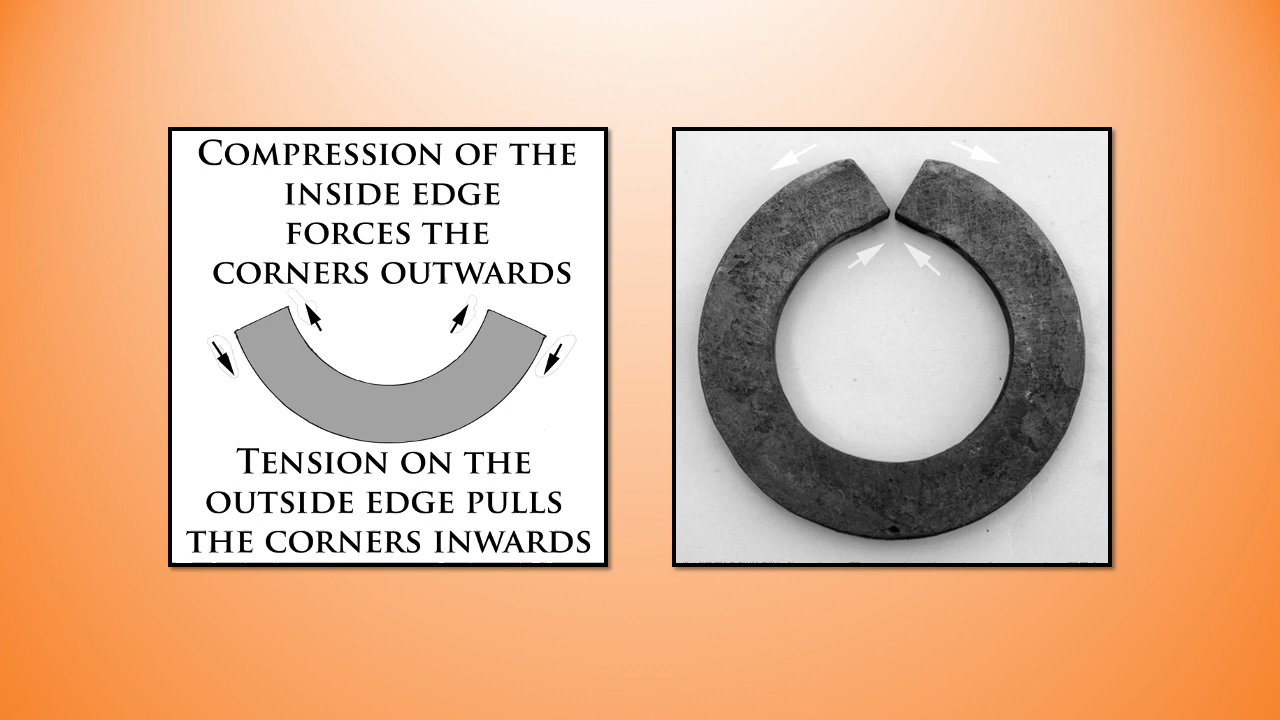 Compression of the
inside edge
forces the
corners outwards
Tension on the
outside edge pulls
the corners inwards